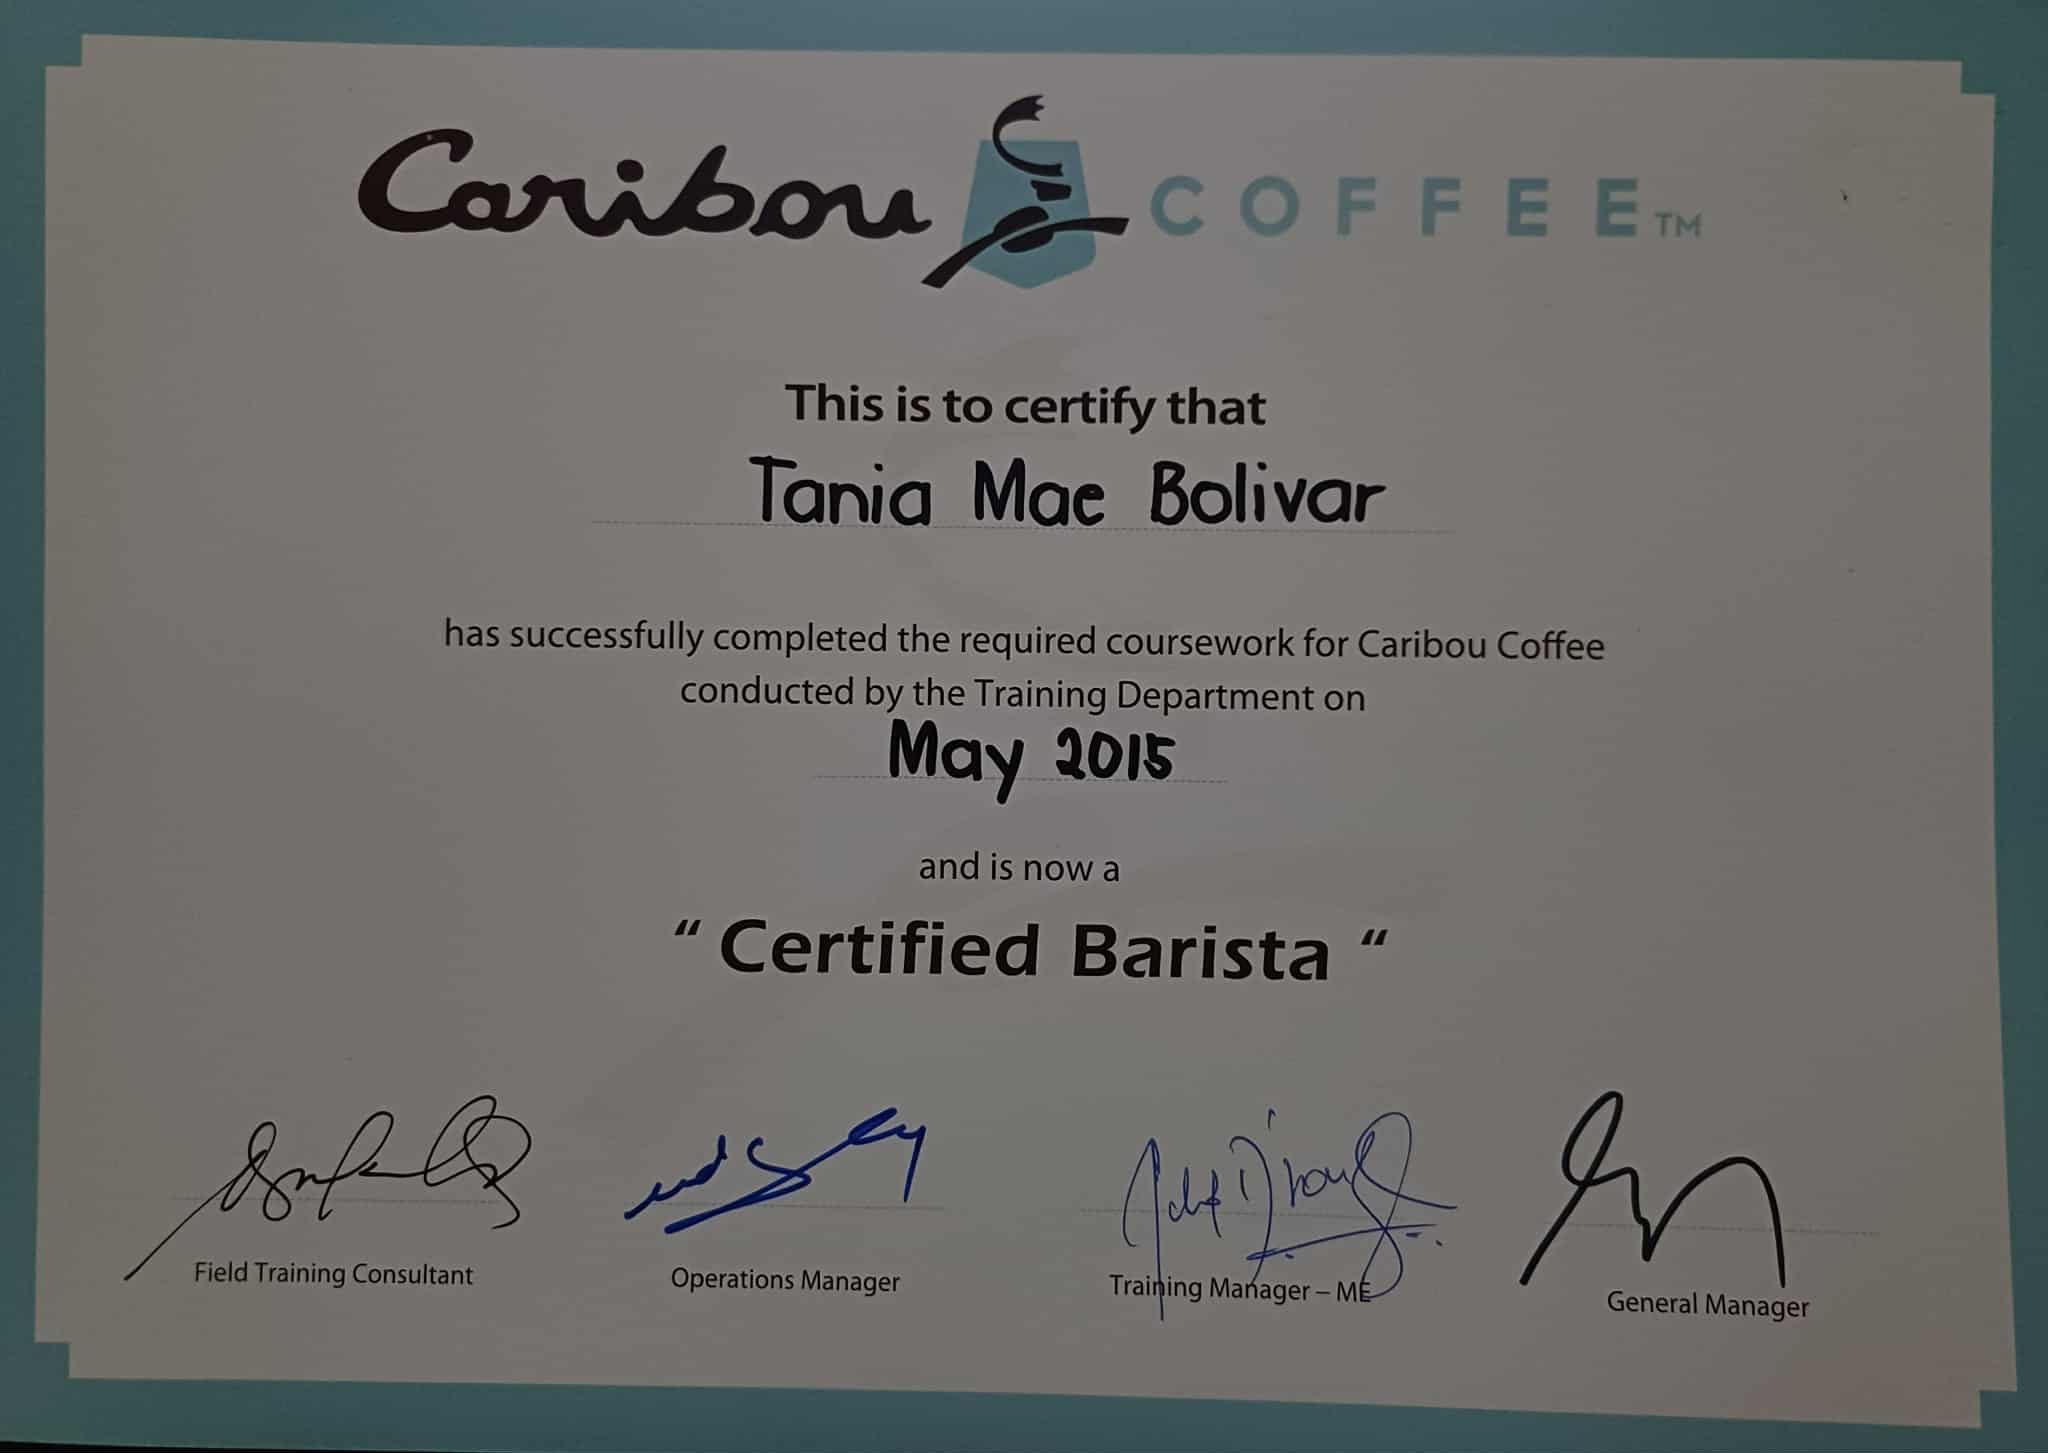 Caribou COFFEE TM
This is to certify that
Tania Mae Bolivar
has successfully completed the required coursework for Caribou Coffee
conducted by the Training Department on
May 2015
and is now a
“ Certified Barista “
Field Training Consultant Operations Manager Training Manager – ME General Manager